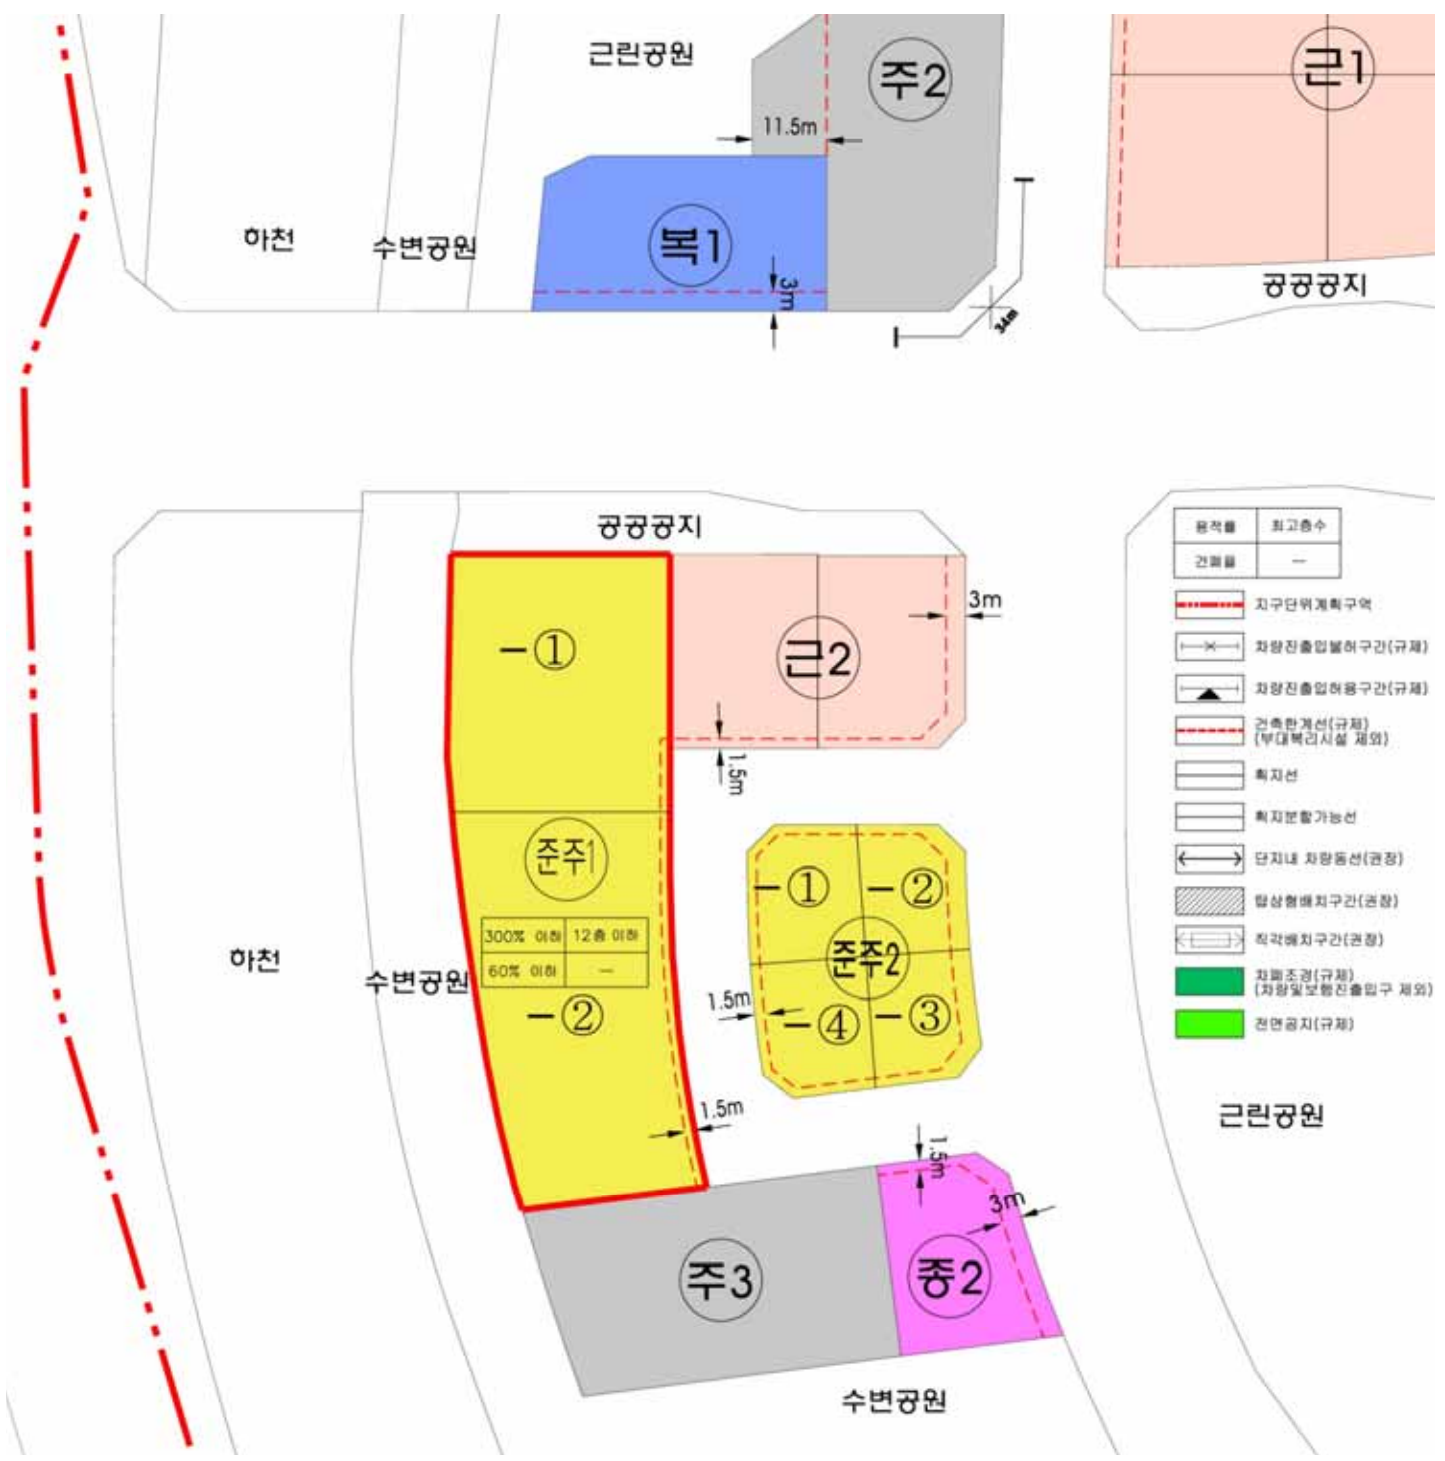 근린공원
주2
근1
11.5m
하천
수변공원
복1
3m
34m
공공공지
공공공지
용적률
최고층수
건폐율
—
지구단위계획구역
차량진출입불허구간(규제)
차량진출입허용구간(규제)
건축한계선(규제)
(부대복리시설 제외)
획지선
획지분할가능선
단지내 차량동선(권장)
탑상형배치구간(권장)
직각배치구간(권장)
차폐조경(규제)
(차량및보행진출입구 제외)
전면공지(규제)
3m
-①
근2
1.5m
준주1
300% 이하
12층 이하
60% 이하
—
-②
하천
수변공원
-①
-②
준주2
1.5m
-④
-③
1.5m
근린공원
1.5m
3m
주3
종2
수변공원